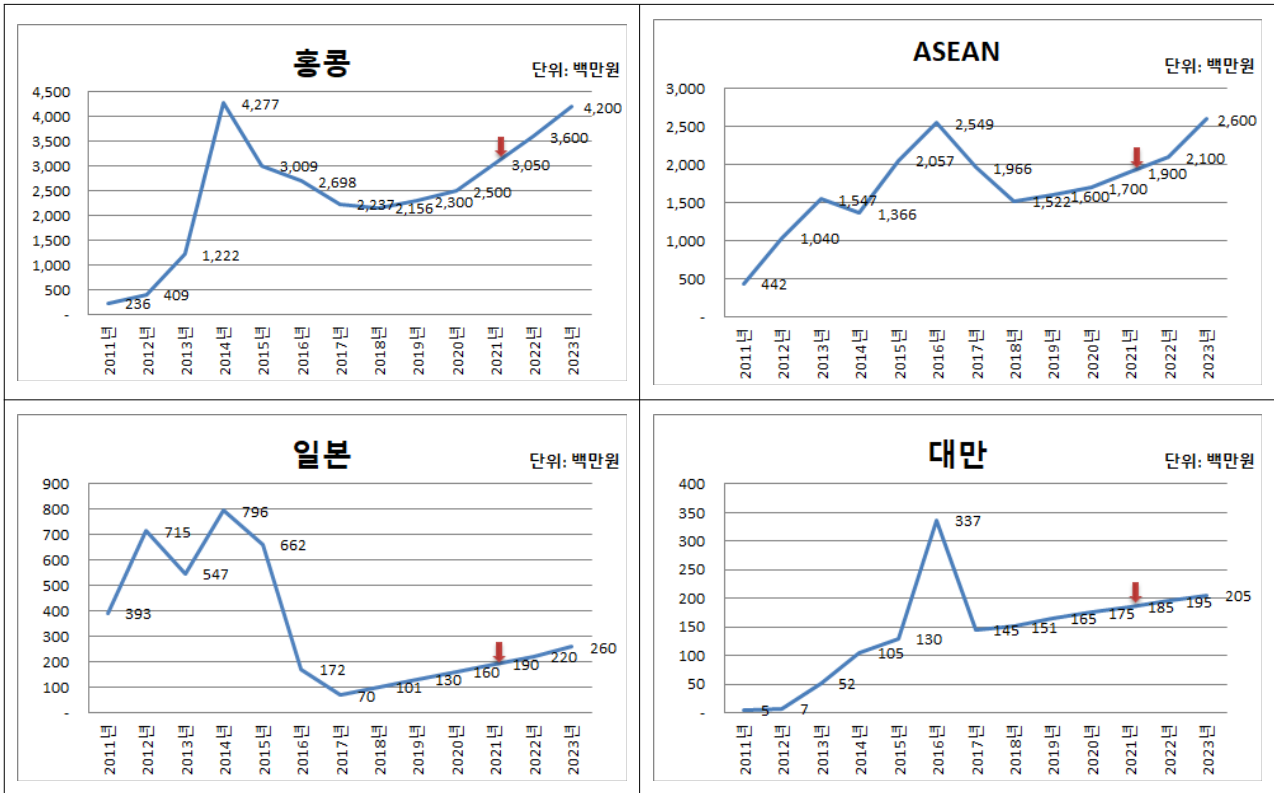 홍콩
단위: 백만원
4,500
4,000
3,500
3,000
2,500
2,000
1,500
1,000
500
-
236
409
1,222
4,277
3,009
2,698
2,237
2,156
2,300
2,500
3,050
3,600
4,200
2011년
2012년
2013년
2014년
2015년
2016년
2017년
2018년
2019년
2020년
2021년
2022년
2023년
ASEAN
단위: 백만원
3,000
2,500
2,000
1,500
1,000
500
-
442
1,040
1,547
1,366
2,057
2,549
1,966
1,522
1,600
1,700
1,900
2,100
2,600
2011년
2012년
2013년
2014년
2015년
2016년
2017년
2018년
2019년
2020년
2021년
2022년
2023년
일본
단위: 백만원
900
800
700
600
500
400
300
200
100
-
393
715
547
796
662
172
70
101
130
160
190
220
260
2011년
2012년
2013년
2014년
2015년
2016년
2017년
2018년
2019년
2020년
2021년
2022년
2023년
대만
단위: 백만원
400
350
300
250
200
150
100
50
-
5
7
52
105
130
337
145
151
165
175
185
195
205
2011년
2012년
2013년
2014년
2015년
2016년
2017년
2018년
2019년
2020년
2021년
2022년
2023년